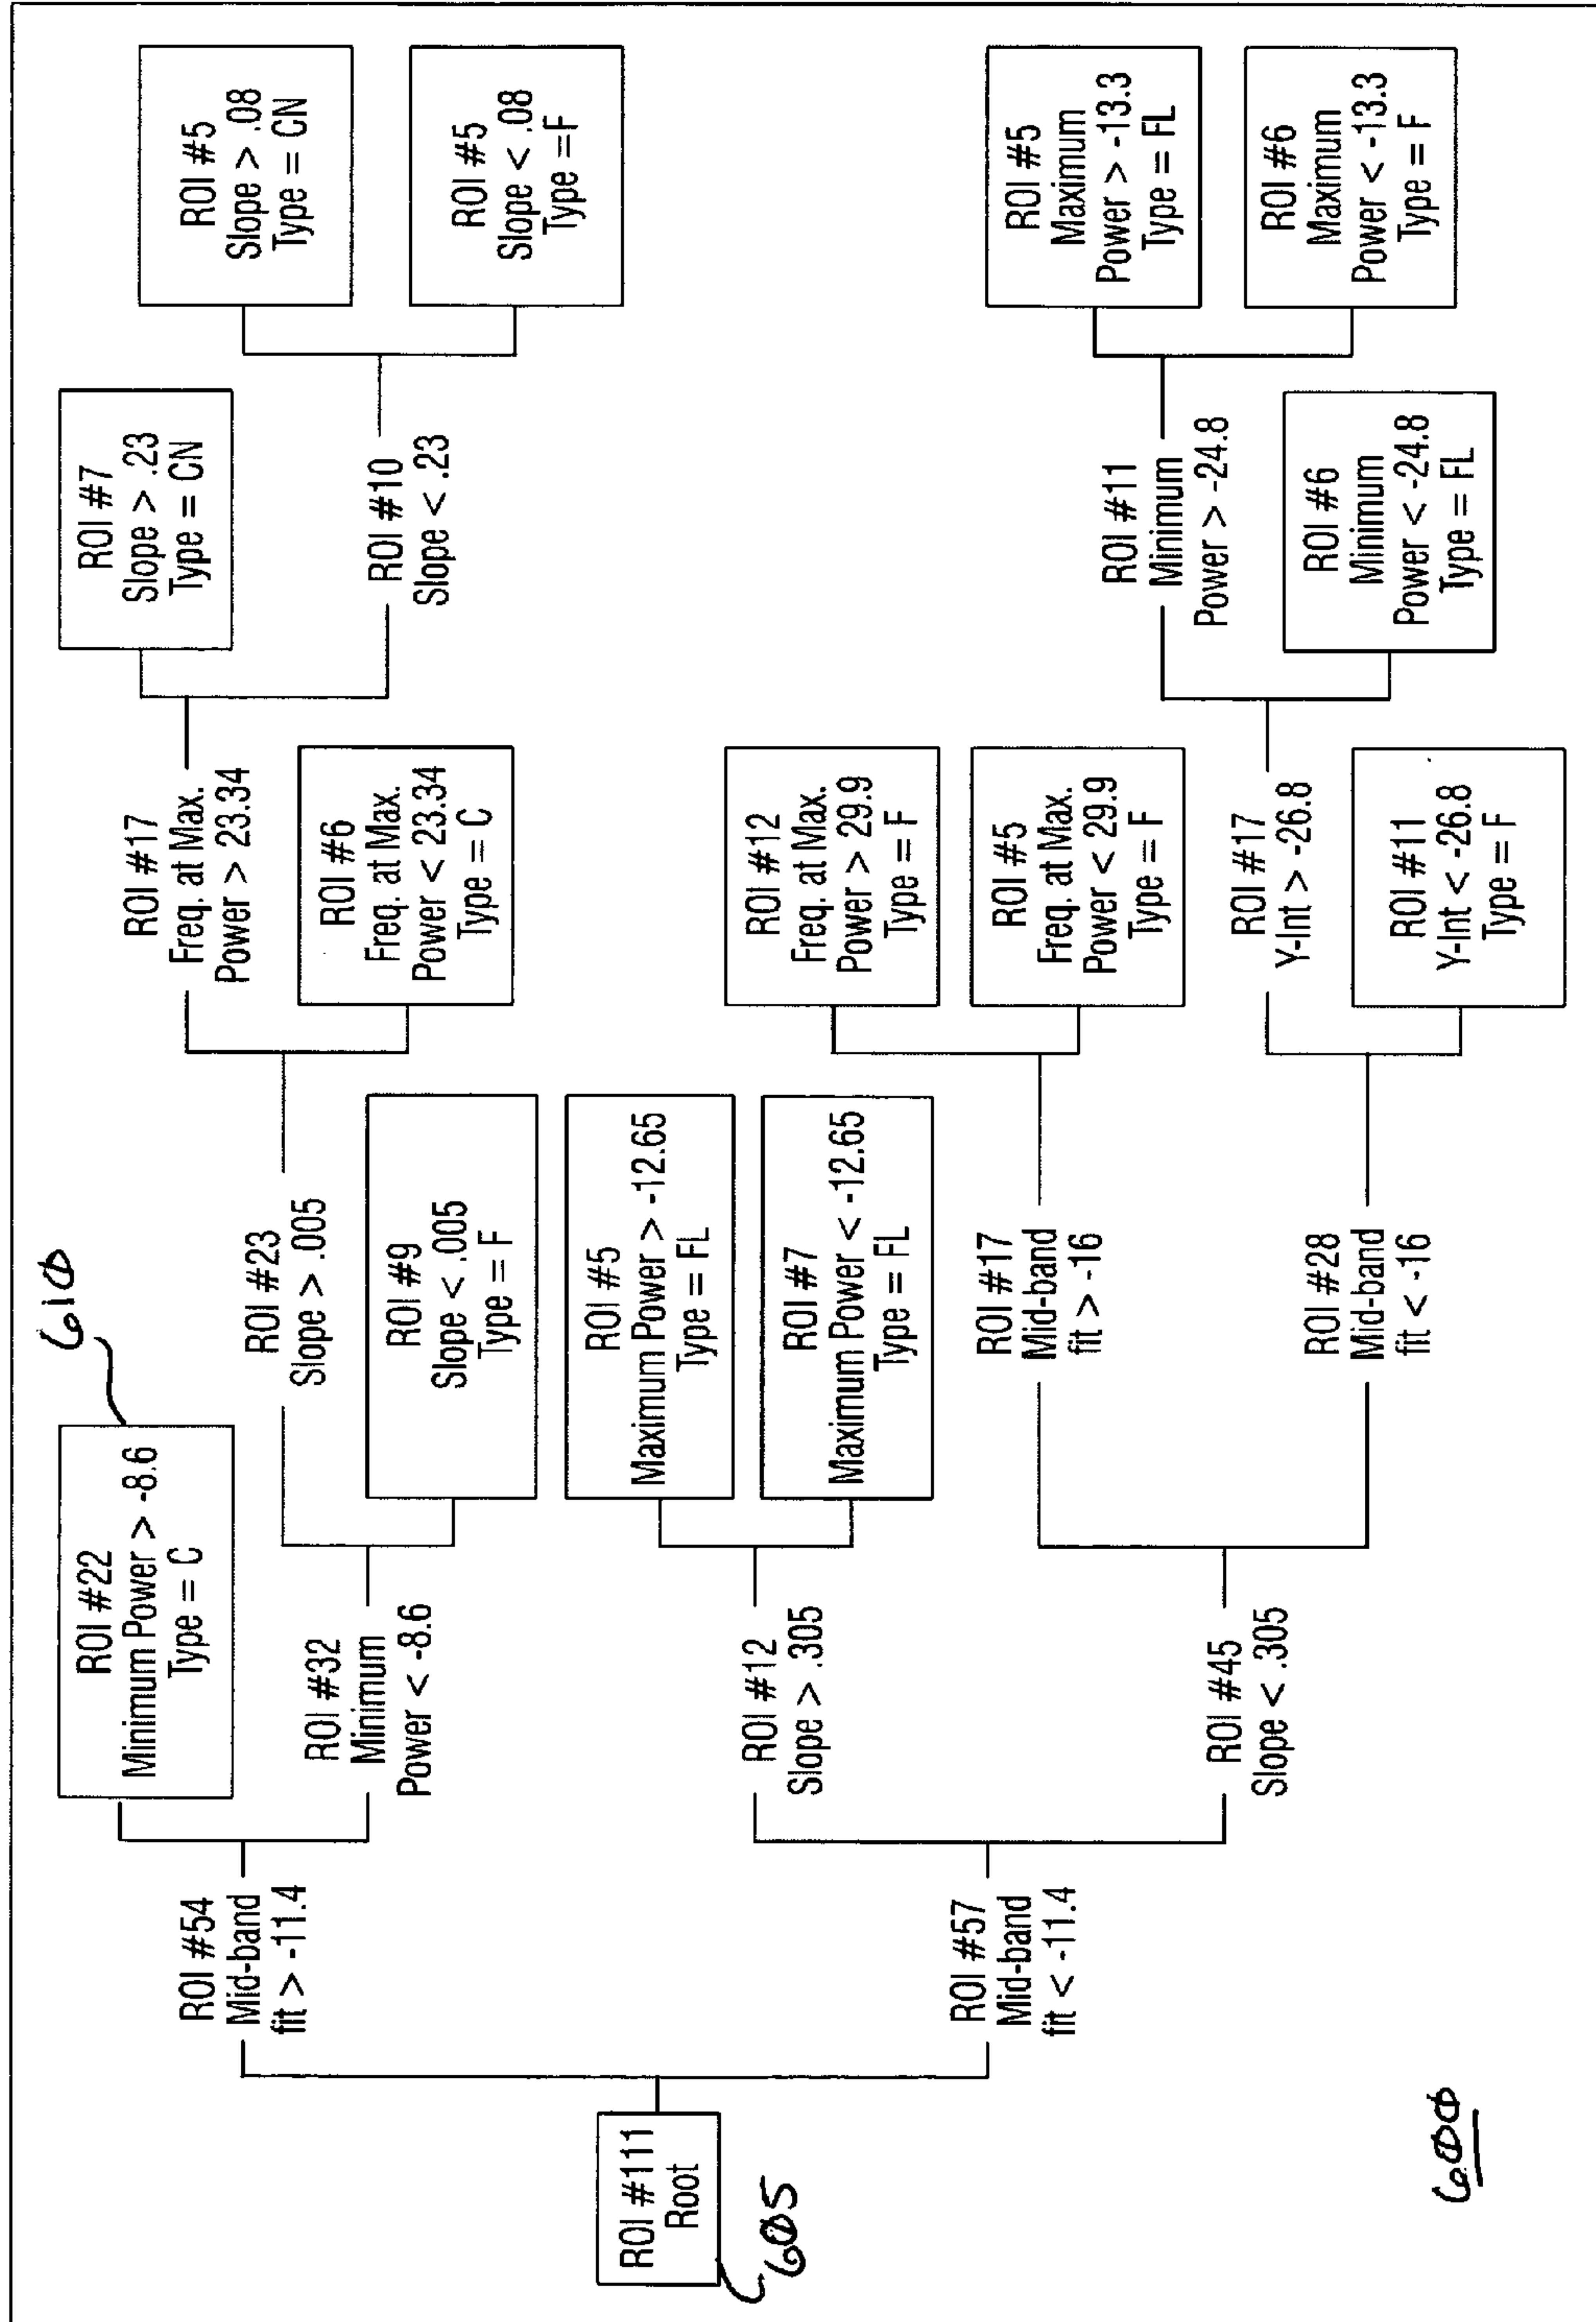 ROI #111
Root
605
ROI #54
Mid-band
fit > -11.4
ROI #57
Mid-band
fit < -11.4
ROI #22
Minimum Power > -8.6
Type = C
610
ROI #32
Minimum
Power < -8.6
ROI #12
Slope > .305
ROI #45
Slope < .305
ROI #23
Slope > .005
ROI #9
Slope < .005
Type = F
ROI #5
Maximum Power > -12.65
Type = FL
ROI #7
Maximum Power < -12.65
Type = FL
ROI #17
Mid-band
fit > -16
ROI #28
Mid-band
fit < -16
ROI #17
Freq. at Max.
Power > 23.34
ROI #6
Freq. at Max.
Power < 23.34
Type = C
ROI #12
Freq. at Max.
Power > 29.9
Type = F
ROI #5
Freq. at Max.
Power < 29.9
Type = F
ROI #17
Y-Int > -26.8
ROI #11
Y-Int < -26.8
Type = F
ROI #7
Slope > .23
Type = CN
ROI #10
Slope < .23
ROI #11
Minimum
Power > -24.8
ROI #6
Minimum
Power < -24.8
Type = FL
ROI #5
Slope > .08
Type = CN
ROI #5
Slope < .08
Type =F
ROI #5
Maximum
Power > -13.3
Type = FL
ROI #6
Maximum
Power < -13.3
Type = F
600